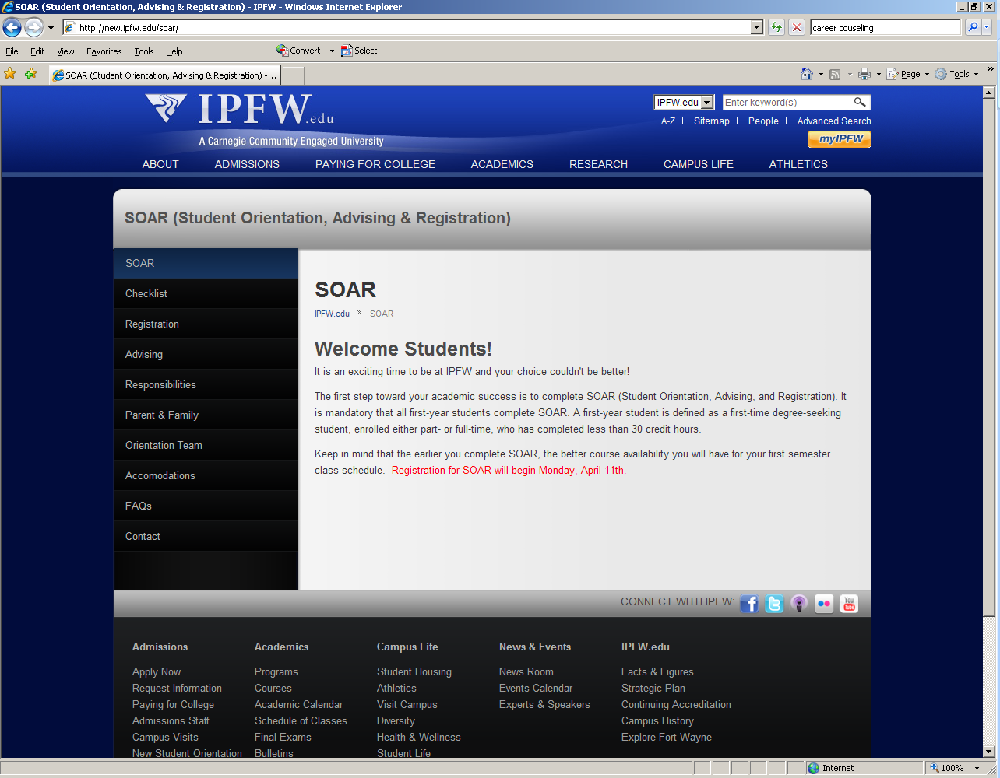 SOAR (Student Orientation, Advising & Registration) - IPFW - Windows Internet Explorer
http://new.ipfw.edu/soar/
career couseling
File Edit View Favorites Tools Help
Convert Select
SOAR (Student Orientation, Advising & Registration) -...
Page Tools
IPFW.edu
A Carnegie Community Engaged University
IPFW.edu Enter keyword(s)
A-Z | Sitemap | People | Advanced Search
myIPFW
ABOUT ADMISSIONS PAYING FOR COLLEGE ACADEMICS RESEARCH CAMPUS LIFE ATHLETICS
SOAR (Student Orientation, Advising & Registration)
SOAR
Checklist
Registration
Advising
Responsibilities
Parent & Family
Orientation Team
Accomodations
FAQs
Contact
SOAR
IPFW.edu » SOAR
Welcome Students!
It is an exciting time to be at IPFW and your choice couldn't be better!
The first step toward your academic success is to complete SOAR (Student Orientation, Advising, and Registration). It
is mandatory that all first-year students complete SOAR. A first-year student is defined as a first-time degree-seeking
student, enrolled either part- or full-time, who has completed less than 30 credit hours.
Keep in mind that the earlier you complete SOAR, the better course availability you will have for your first semester
class schedule. Registration for SOAR will begin Monday, April 11th.
CONNECT WITH IPFW:
You Tube
Admissions
Apply Now
Request Information
Paying for College
Admissions Staff
Campus Visits
New Student Orientation
Academics
Programs
Courses
Academic Calendar
Schedule of Classes
Final Exams
Bulletins
Campus Life
Student Housing
Athletics
Visit Campus
Diversity
Health & Wellness
Student Life
News & Events
News Room
Events Calendar
Experts & Speakers
IPFW.edu
Facts & Figures
Strategic Plan
Continuing Accreditation
Campus History
Explore Fort Wayne
Internet
100%